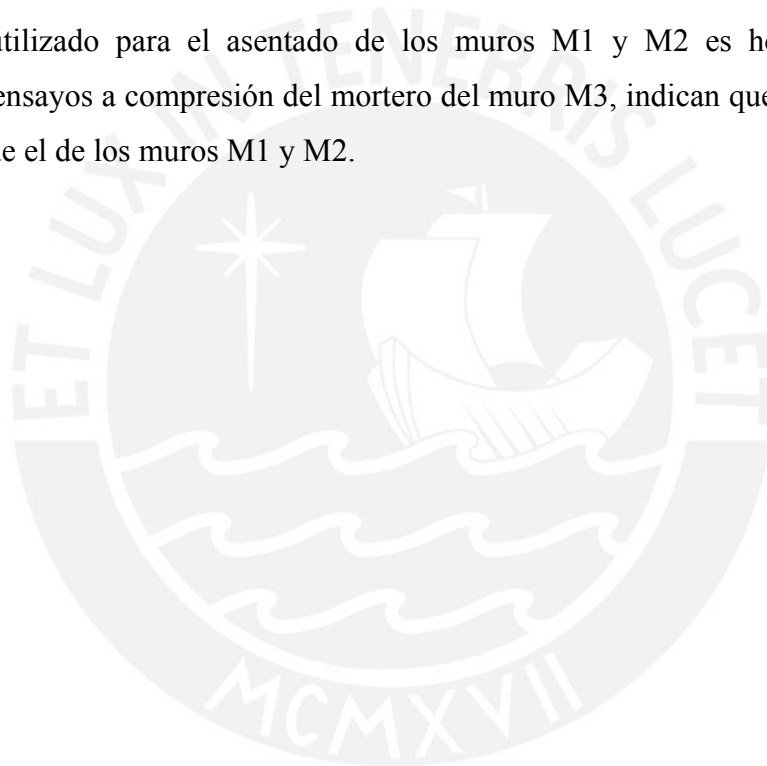 utilizado para el asentado de los muros M1 y M2 es
ensayos a compresión del mortero del muro M3, indican que
el de los muros M1 y M2.
ET LUX IN TENEBRIS LUCET
MCMXVII